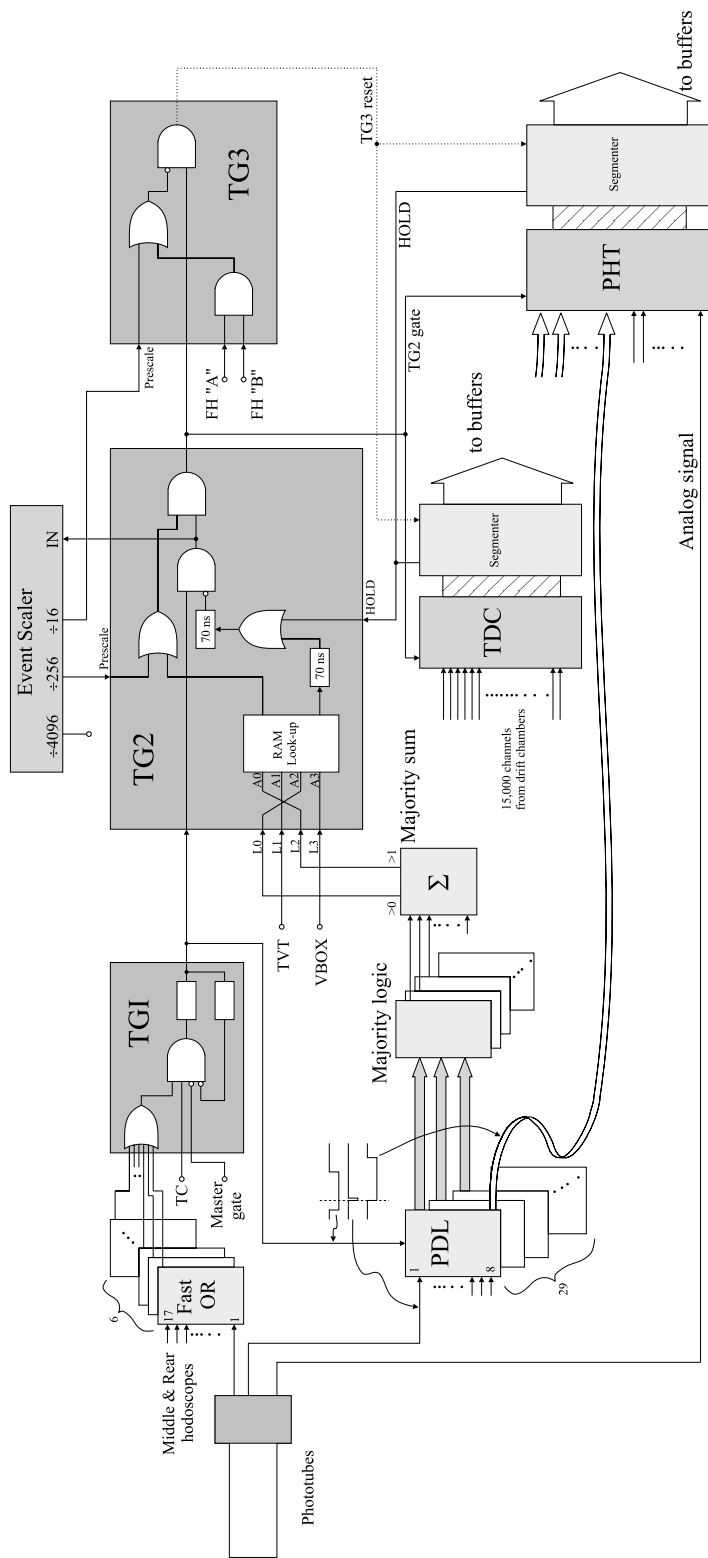 Event Scaler
÷4096
÷256
÷16
IN
Prescale
Prescale
TGI
TG2
TG3
6
17
Fast
OR
1
Middle & Rear
hodoscopes
TC
Master
gate
Phototubes
TVT
VBOX
L0
L1
L2
L3
A0
A1
A2
A3
RAM
Look-up
70 ns
70 ns
HOLD
FH "A"
FH "B"
TG3 reset
HOLD
TG2 gate
>0
>1
Σ
Majority sum
Majority logic
1
PDL
8
29
15,000 channels
from drift chambers
TDC
Segmenter
to buffers
PHT
Segmenter
to buffers
Analog signal